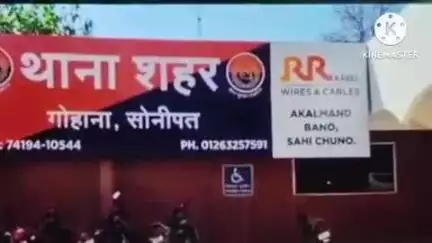 थाना शहर
गोहाना, सोनीपत
: 74194-10544 PH. 01263257591
RR KABEL
WIRES & CABLES
AKALMAND
BANO,
SAHI CHUNO.
KINEMASTER